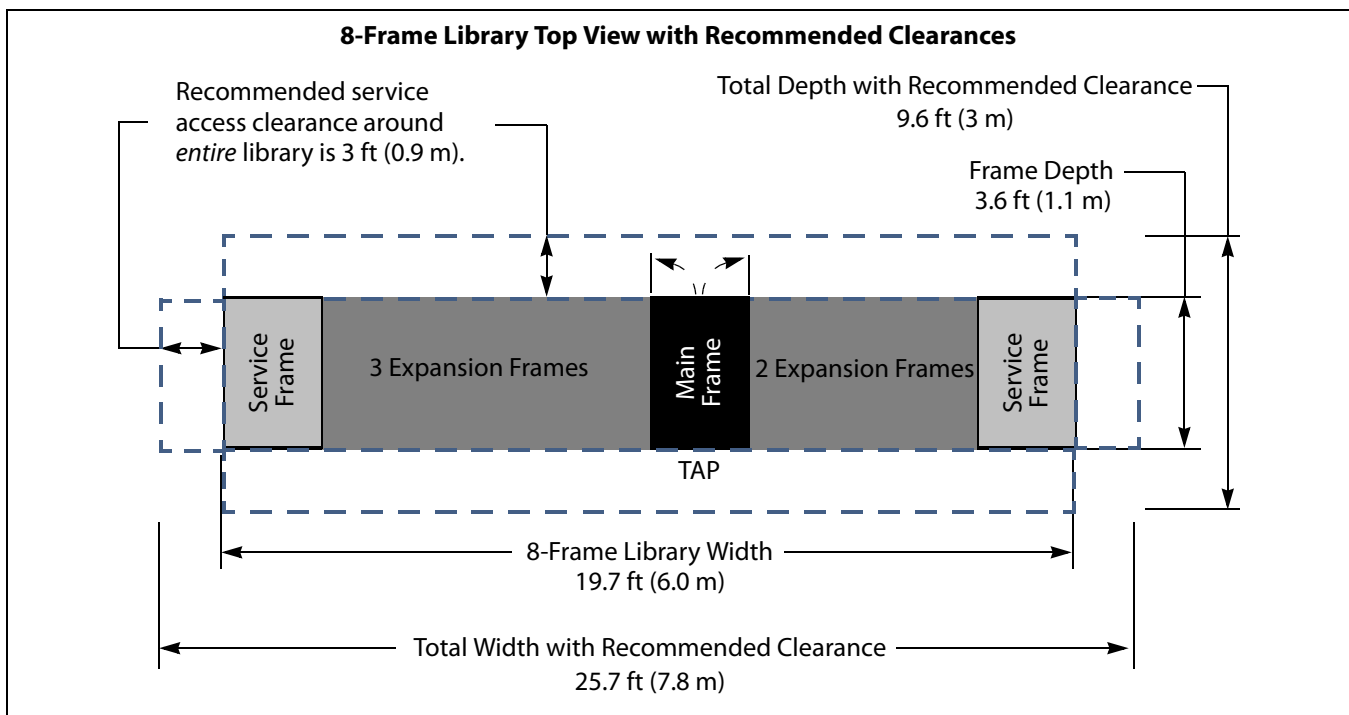 8-Frame Library Top View with Recommended Clearances
Recommended service
access clearance around
entire library is 3 ft (0.9 m).
Total Depth with Recommended Clearance
9.6 ft (3 m)
Frame Depth
3.6 ft (1.1 m)
Service
Frame
3 Expansion Frames
Main
Frame
2 Expansion Frames
Service
Frame
TAP
8-Frame Library Width
19.7 ft (6.0 m)
Total Width with Recommended Clearance
25.7 ft (7.8 m)